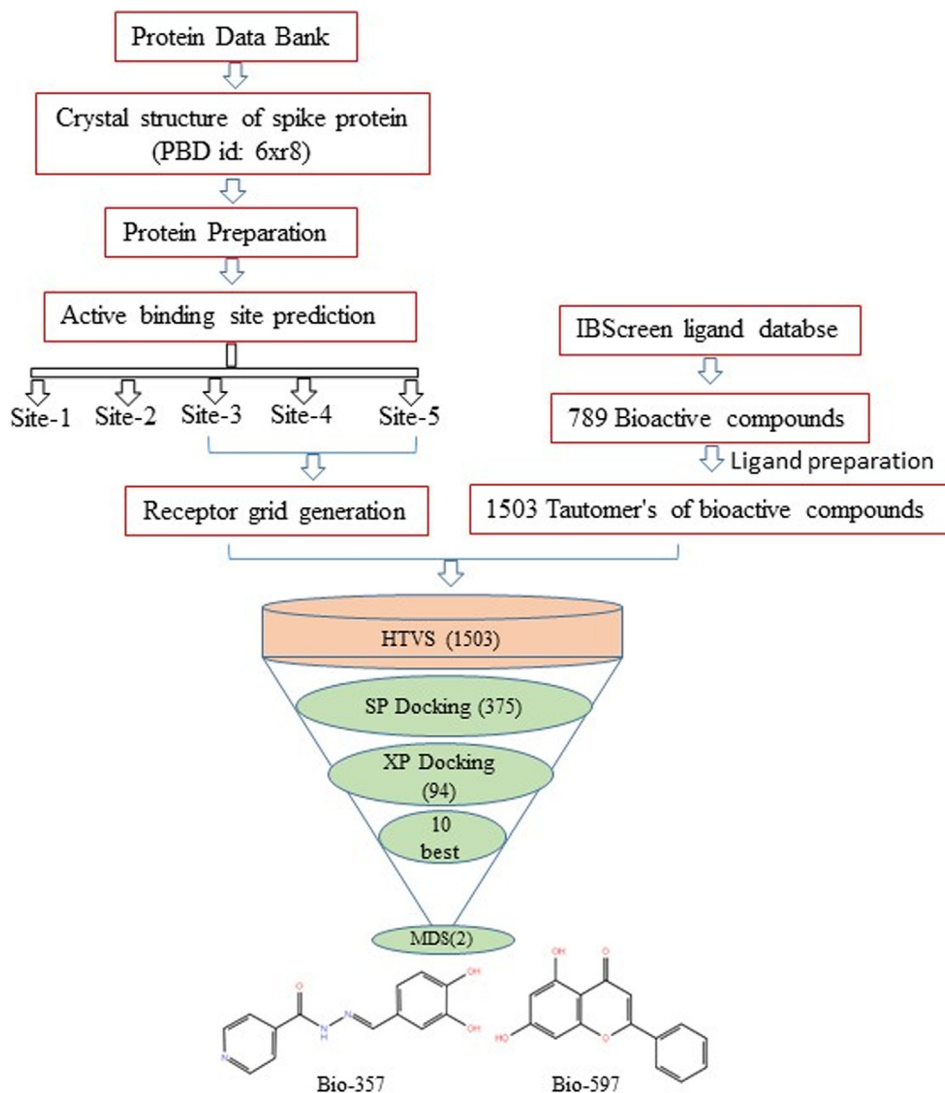 Protein Data Bank
Crystal structure of spike protein
(PBD id: 6xr8)
Protein Preparation
Active binding site prediction
Site-1 Site-2 Site-3 Site-4 Site-5
Receptor grid generation
IBScreen ligand databse
789 Bioactive compounds
Ligand preparation
1503 Tautomer's of bioactive compounds
HTVS (1503)
SP Docking (375)
XP Docking
(94)
10
best
MDS(2)
O
N
NH
N
OH
OH
Bio-357
OH
O
HO
O
Bio-597